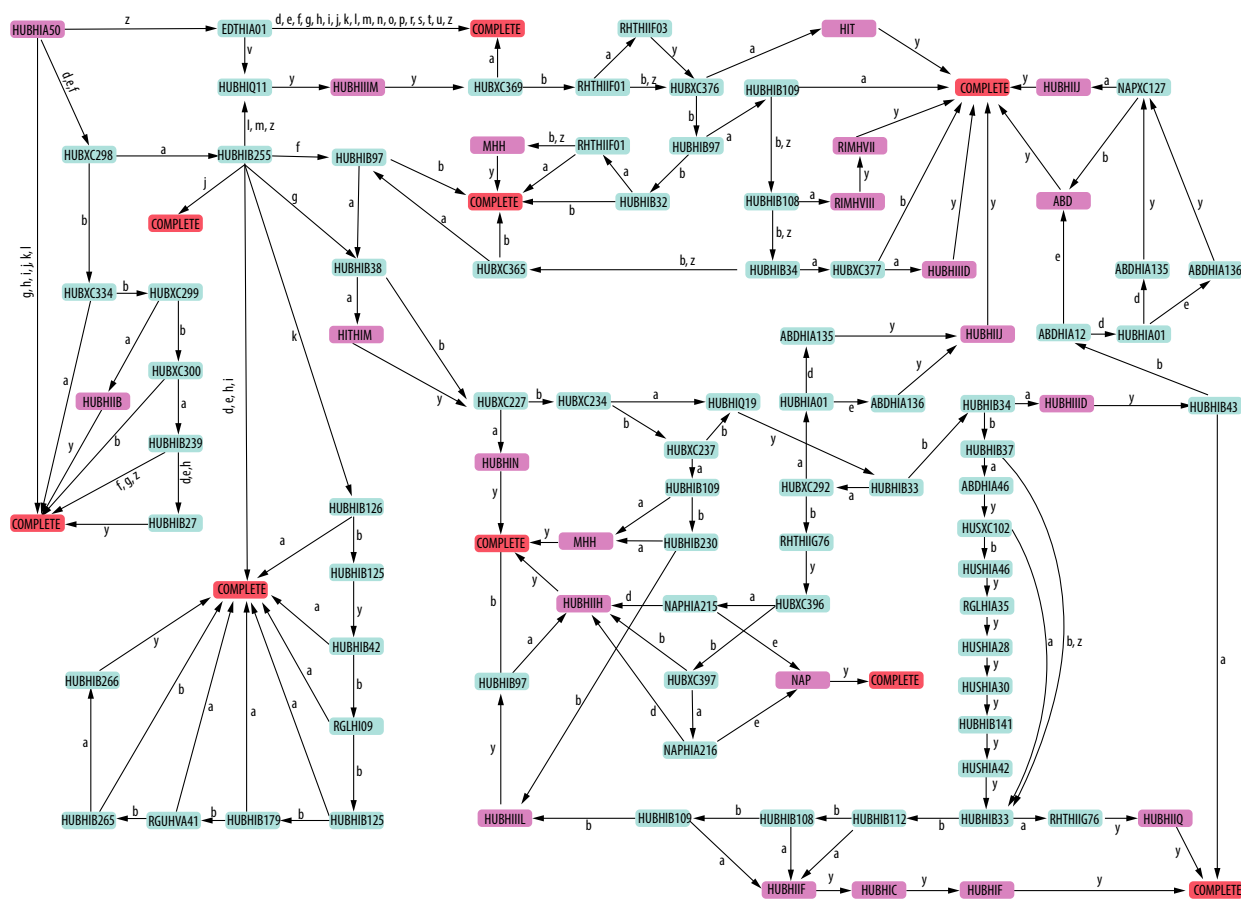 HUBHIA50
z
EDTHIA01
d, e, f, g, h, i, j, k, l, m, n, o, p, r, s, t, u, z
COMPLETE
RHTHIIF03
HIT
y
a
a
y
a
y
v
d,e,f
HUBHIQ11
y
HUBHIIIM
y
HUBXC369
b
RHTHIIF01
b, z
HUBXC376
HUBHIB109
a
COMPLETE
y
HUBHIIJ
a
NAPXC127
l, m, z
b
a
b, z
HUBXC298
a
HUBHIB255
f
HUBHIB97
b
MHH
b, z
RHTHIIF01
HUBHIB97
b
y
RIMHVII
y
b
y
a
a
y
j
g
a
COMPLETE
b
HUBHIB32
HUBHIB108
a
RIMHVIII
ABD
COMPLETE
b
a
b
b, z
b
y
y
e
y
y
HUBHIB38
HUBXC365
b, z
HUBHIB34
a
HUBXC377
a
HUBHIIID
ABDHIA135
ABDHIA136
g, h, i, j, k, l
HUBXC334
b
HUBXC299
a
d
e
a
b
k
HITHIM
b
ABDHIA135
y
HUBHIIJ
ABDHIA12
d
HUBHIA01
a
HUBXC300
y
d
y
b
d, e, h, i
HUBHIIB
a
b
HUBXC227
b
HUBXC234
a
HUBHIQ19
HUBHIA01
e
ABDHIA136
HUBHIB34
a
HUBHIIID
y
HUBHIB43
y
HUBHIB239
a
b
b
y
b
b
HUBXC237
HUBHIB37
f, g, z
d,e,h
HUBHIN
a
a
a
HUBHIB109
HUBXC292
a
HUBHIB33
ABDHIA46
COMPLETE
y
HUBHIB27
HUBHIB126
y
a
b
b
y
a
b
COMPLETE
y
MHH
a
HUBHIB230
RHTHIIG76
HUSXC102
b
HUBHIB125
y
HUSHIA46
COMPLETE
y
y
a
y
b
HUBHIIH
d
NAPHIA215
a
HUBXC396
RGLHIA35
y
y
HUBHIB42
a
b
b
e
b
HUSHIA28
a
b, z
a
HUBHIB266
b
a
b
HUBHIB97
HUBXC397
NAP
y
COMPLETE
y
HUSHIA30
a
a
y
RGLHI09
d
a
e
HUBHIB141
a
y
b
NAPHIA216
y
HUSHIA42
y
HUBHIB265
b
RGUHVA41
b
HUBHIB179
b
HUBHIB125
HUBHIIIL
b
HUBHIB109
b
HUBHIB108
b
HUBHIB112
b
HUBHIB33
a
RHTHIIG76
y
HUBHIIQ
a
a
a
y
HUBHIIF
y
HUBHIC
y
HUBHIF
y
COMPLETE